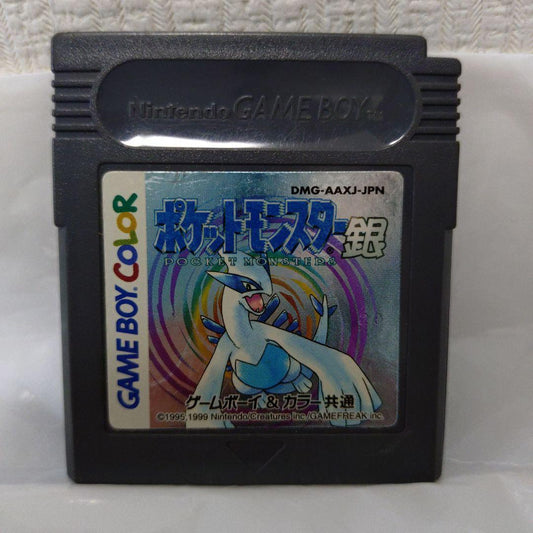 Nintendo GAME BOY™
GAME BOY COLOR
DMG-AAXJ-JPN
ポケットモンスター銀
POCKET MONSTERS
ゲームボーイ & カラー共通
©1995,1999 Nintendo/Creatures inc./GAMEFREAK inc.